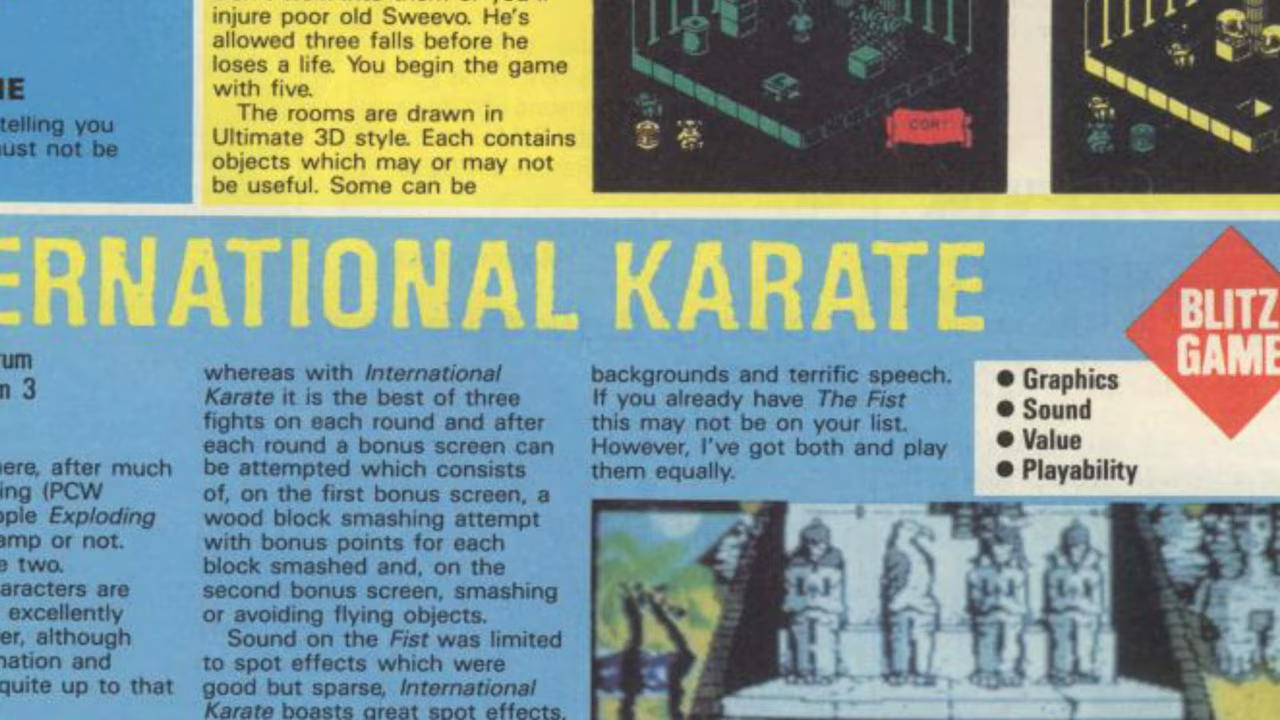 IE
telling you
must not be
injure poor old Sweevo. He's
allowed three falls before he
loses a life. You begin the game
with five.
The rooms are drawn in
Ultimate 3D style. Each contains
objects which may or may not
be useful. Some can be
COR!
ERNATIONAL KARATE
rum
m 3
here, after much
ing (PCW
ople Exploding
amp or not.
e two.
aracters are
excellently
er, although
nation and
quite up to that
whereas with International
Karate it is the best of three
fights on each round and after
each round a bonus screen can
be attempted which consists
of, on the first bonus screen, a
wood block smashing attempt
with bonus points for each
block smashed and, on the
second bonus screen, smashing
or avoiding flying objects.
Sound on the Fist was limited
to spot effects which were
good but sparse, International
Karate boasts great spot effects,
backgrounds and terrific speech.
If you already have The Fist
this may not be on your list.
However, I've got both and play
them equally.
● Graphics
● Sound
● Value
● Playability
BLITZ
GAME